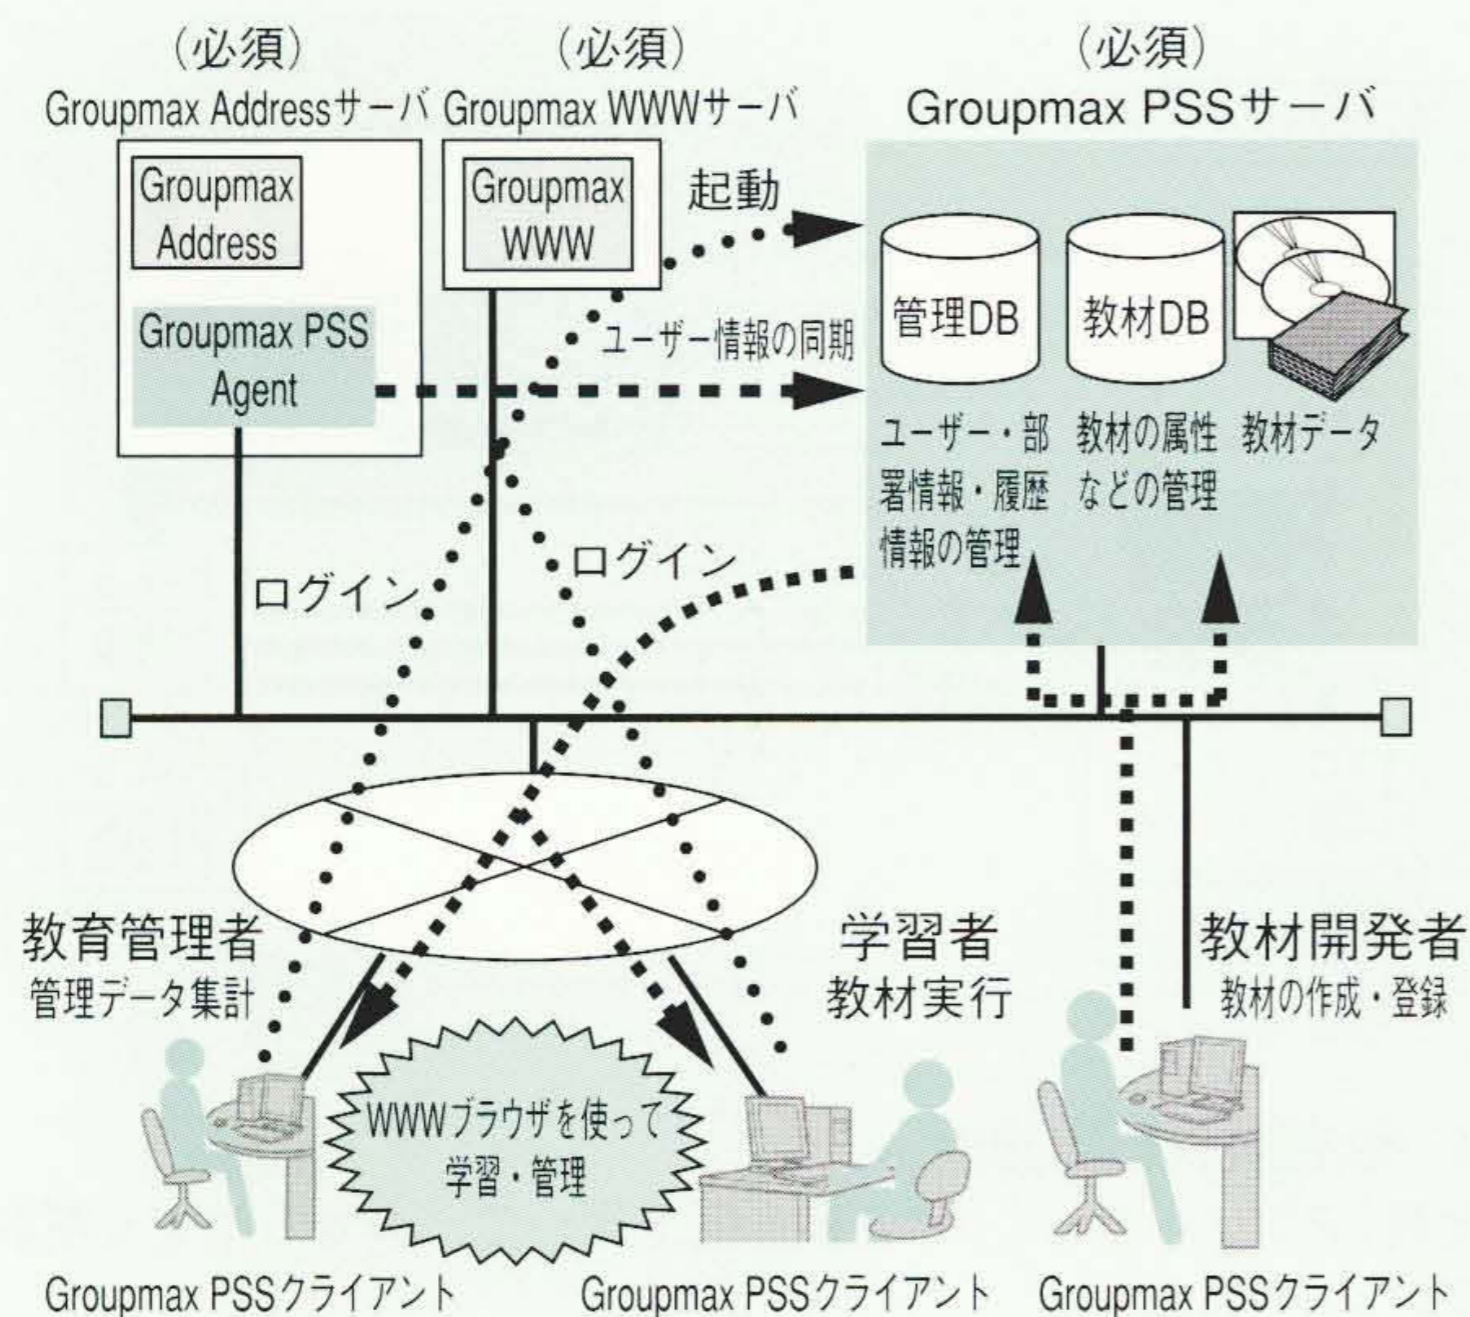 （必須）
Groupmax Addressサーバ
（必須）
Groupmax WWWサーバ
（必須）
Groupmax PSSサーバ
Groupmax
Address
Groupmax PSS
Agent
Groupmax
WWW
起動
ユーザー情報の同期
管理DB
教材DB
ユーザー・部
署情報・履歴
情報の管理
教材の属性
などの管理
教材データ
ログイン
ログイン
教育管理者
管理データ集計
学習者
教材実行
教材開発者
教材の作成・登録
WWWブラウザを使って
学習・管理
Groupmax PSSクライアント
Groupmax PSSクライアント
Groupmax PSSクライアント